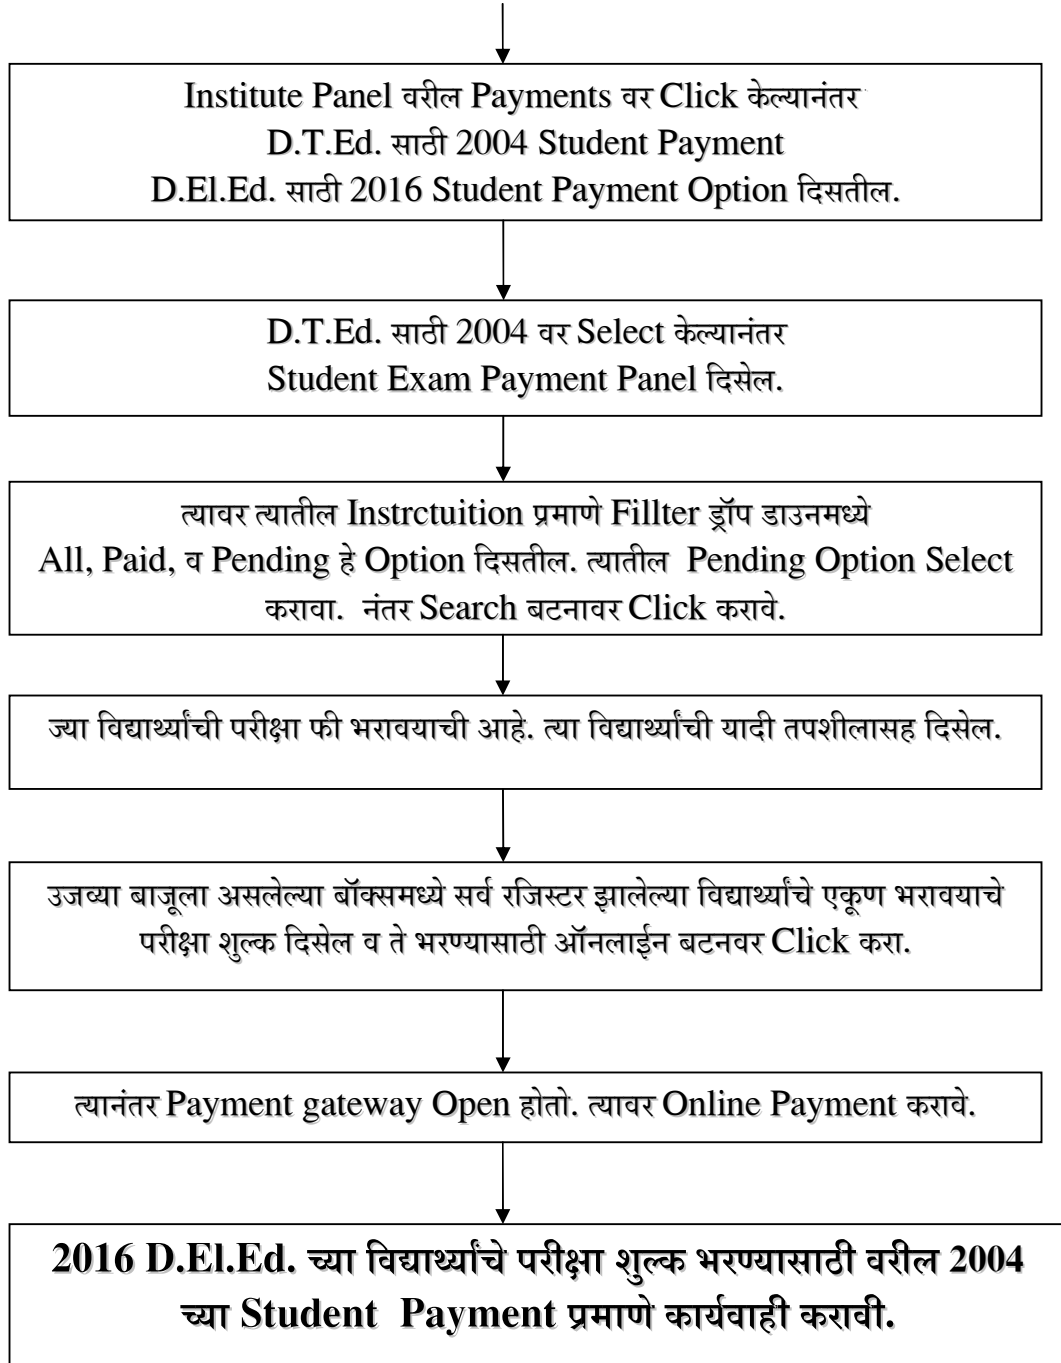 Institute Panel वरील Payments वर Click केल्यानंतर
D.T.Ed. साठी 2004 Student Payment
D.El.Ed. साठी 2016 Student Payment Option दिसतील.
D.T.Ed. साठी 2004 वर Select केल्यानंतर
Student Exam Payment Panel दिसेल.
त्यावर त्यातील Instrctuition प्रमाणे Fillter ड्रॉप डाउनमध्ये
All, Paid, व Pending हे Option दिसतील. त्यातील Pending Option Select
करावा. नंतर Search बटनावर Click करावे.
ज्या विद्यार्थ्यांची परीक्षा फी भरावयाची आहे. त्या विद्यार्थ्यांची यादी तपशीलासह दिसेल.
उजव्या बाजूला असलेल्या बॉक्समध्ये सर्व रजिस्टर झालेल्या विद्यार्थ्यांचे एकूण भरावयाचे
परीक्षा शुल्क दिसेल व ते भरण्यासाठी ऑनलाईन बटनवर Click करा.
त्यानंतर Payment gateway Open होतो. त्यावर Online Payment करावे.
2016 D.El.Ed. च्या विद्यार्थ्यांचे परीक्षा शुल्क भरण्यासाठी वरील 2004
च्या Student Payment प्रमाणे कार्यवाही करावी.